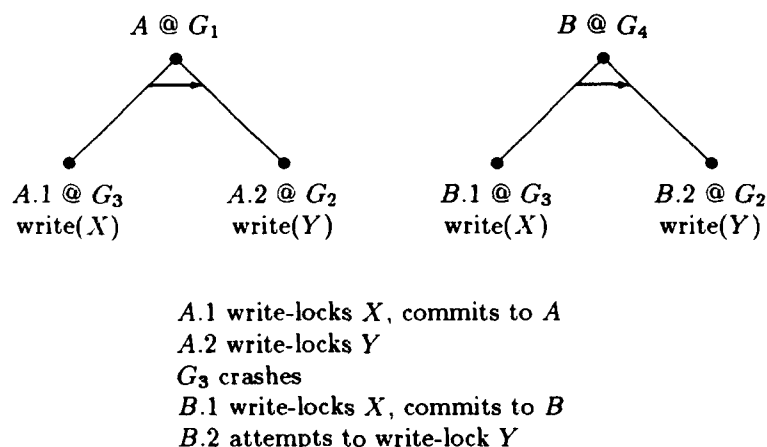 A @ G₁ B @ G₄
A.1 @ G₃ A.2 @ G₂ B.1 @ G₃ B.2 @ G₂
write(X) write(Y) write(X) write(Y)
A.1 write-locks X, commits to A
A.2 write-locks Y
G₃ crashes
B.1 write-locks X, commits to B
B.2 attempts to write-lock Y